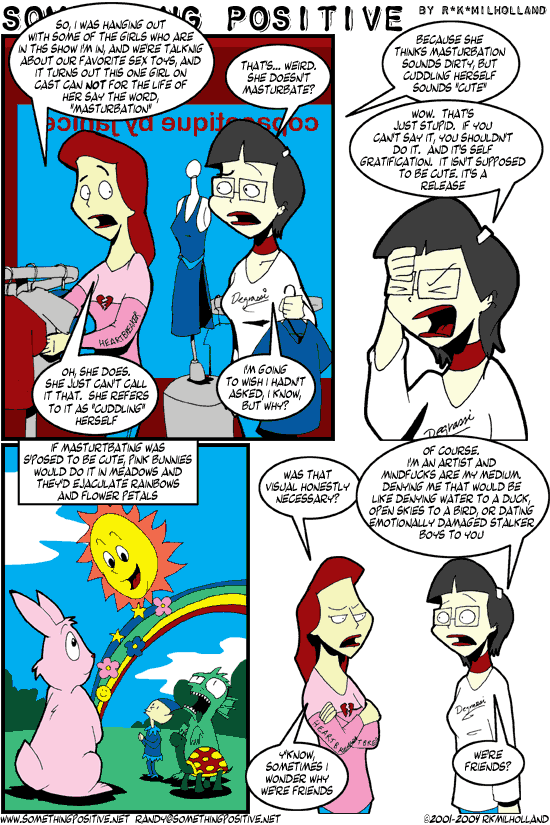 SOMETHING POSITIVE BY R*K*MILHOLLAND
SO, I WAS HANGING OUT
WITH SOME OF THE GIRLS WHO ARE
IN THIS SHOW I'M IN, AND WE'RE TALKING
ABOUT OUR FAVORITE SEX TOYS, AND
IT TURNS OUT THIS ONE GIRL ON
CAST CAN NOT FOR THE LIFE OF
HER SAY THE WORD,
"MASTURBATION"
THAT'S... WEIRD.
SHE DOESN'T
MASTURBATE?
copacetique by janice
HEARTBREAKER
Degrassi
OH, SHE DOES.
SHE JUST CAN'T CALL
IT THAT. SHE REFERS
TO IT AS "CUDDLING"
HERSELF
I'M GOING
TO WISH I HADN'T
ASKED, I KNOW,
BUT WHY?
BECAUSE SHE
THINKS MASTURBATION
SOUNDS DIRTY, BUT
CUDDLING HERSELF
SOUNDS "CUTE"
WOW. THAT'S
JUST STUPID. IF YOU
CAN'T SAY IT, YOU SHOULDN'T
DO IT. AND IT'S SELF
GRATIFICATION. IT ISN'T SUPPOSED
TO BE CUTE. IT'S A
RELEASE
Degrassi
IF MASTURTBATING WAS
S'POSED TO BE CUTE, PINK BUNNIES
WOULD DO IT IN MEADOWS AND
THEY'D EJACULATE RAINBOWS
AND FLOWER PETALS
WAS THAT
VISUAL HONESTLY
NECESSARY?
OF COURSE.
I'M AN ARTIST AND
MINDFUCKS ARE MY MEDIUM.
DENYING ME THAT WOULD BE
LIKE DENYING WATER TO A DUCK,
OPEN SKIES TO A BIRD, OR DATING
EMOTIONALLY DAMAGED STALKER
BOYS TO YOU
Degrassi
Y'KNOW,
SOMETIMES I
WONDER WHY
WE'RE FRIENDS
WE'RE
FRIENDS?
WWW.SOMETHINGPOSITIVE.NET RANDY@SOMETHINGPOSITIVE.NET ©2001-2004 RKMILHOLLAND